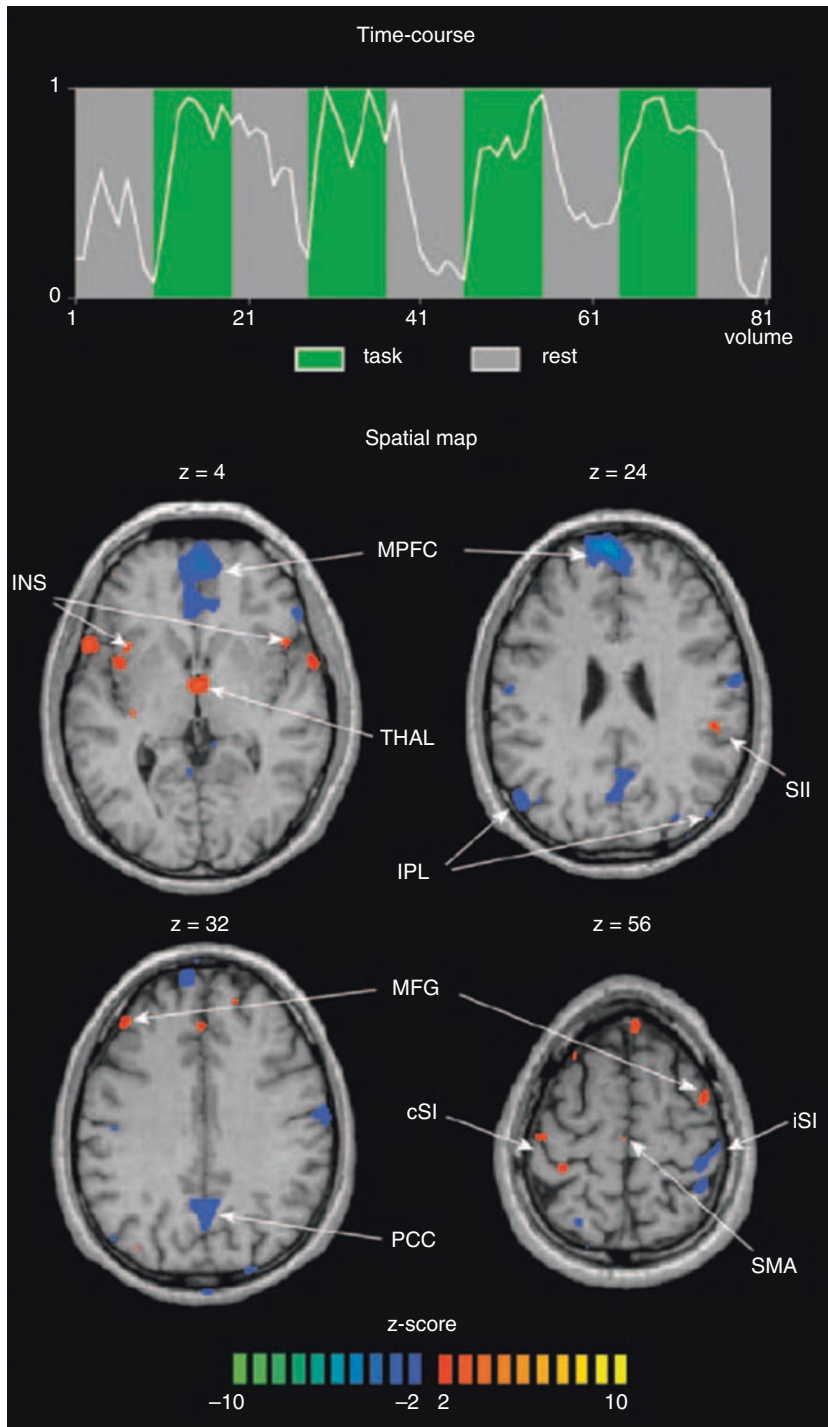 Time-course
1
0
1 21 41 61 81
volume
task rest
Spatial map
z = 4 z = 24
MPFC
INS
THAL
SII
IPL
z = 32 z = 56
MFG
cSI iSI
PCC
SMA
z-score
–10 –2 2 10